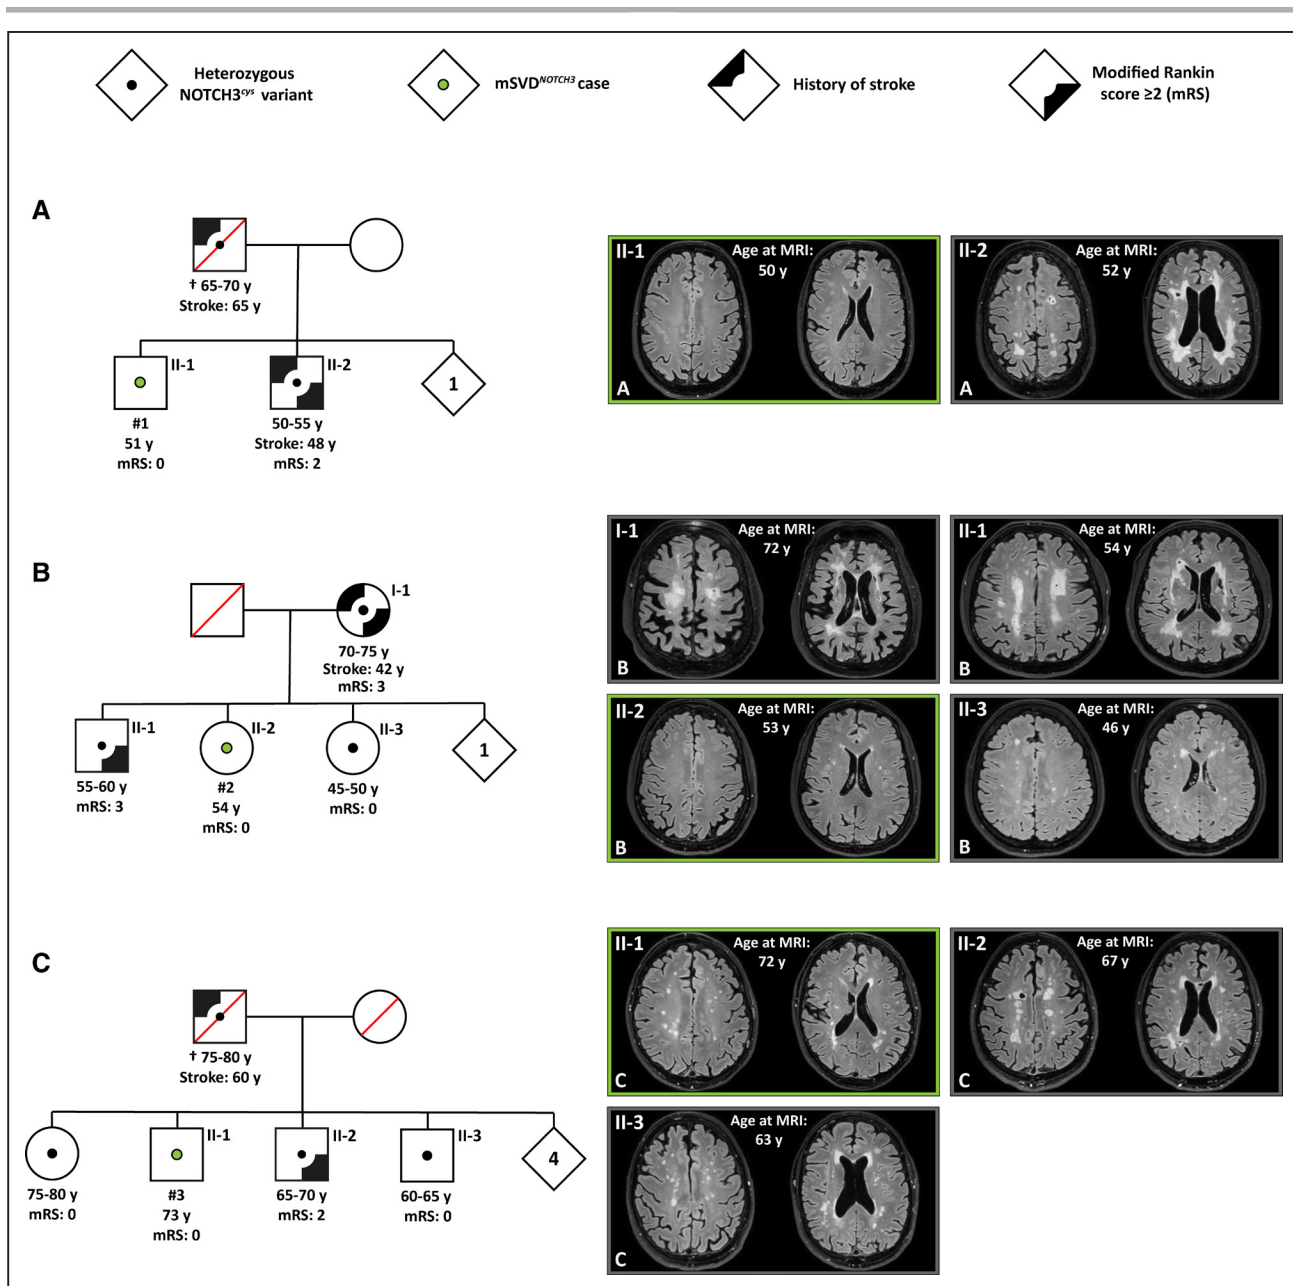 Heterozygous
NOTCH3cys variant
mSVDNOTCH3 case
History of stroke
Modified Rankin
score ≥2 (mRS)
A
† 65-70 y
Stroke: 65 y
II-1
#1
51 y
mRS: 0
II-2
50-55 y
Stroke: 48 y
mRS: 2
1
II-1
Age at MRI:
50 y
A
II-2
Age at MRI:
52 y
A
B
I-1
70-75 y
Stroke: 42 y
mRS: 3
II-1
55-60 y
mRS: 3
II-2
#2
54 y
mRS: 0
II-3
45-50 y
mRS: 0
1
I-1
Age at MRI:
72 y
B
II-1
Age at MRI:
54 y
B
II-2
Age at MRI:
53 y
B
II-3
Age at MRI:
46 y
B
C
† 75-80 y
Stroke: 60 y
75-80 y
mRS: 0
II-1
#3
73 y
mRS: 0
II-2
65-70 y
mRS: 2
II-3
60-65 y
mRS: 0
4
II-1
Age at MRI:
72 y
C
II-2
Age at MRI:
67 y
C
II-3
Age at MRI:
63 y
C